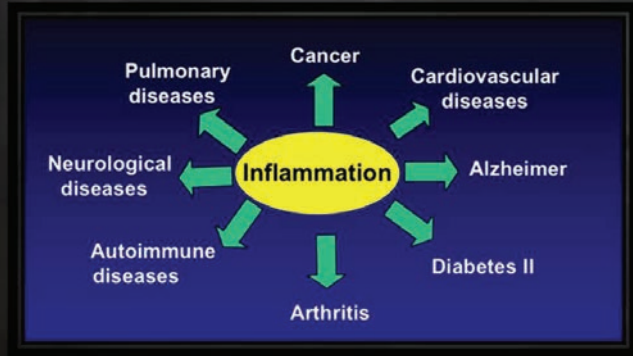 Cancer
Pulmonary
diseases
Cardiovascular
diseases
Neurological
diseases
Inflammation
Alzheimer
Autoimmune
diseases
Diabetes II
Arthritis